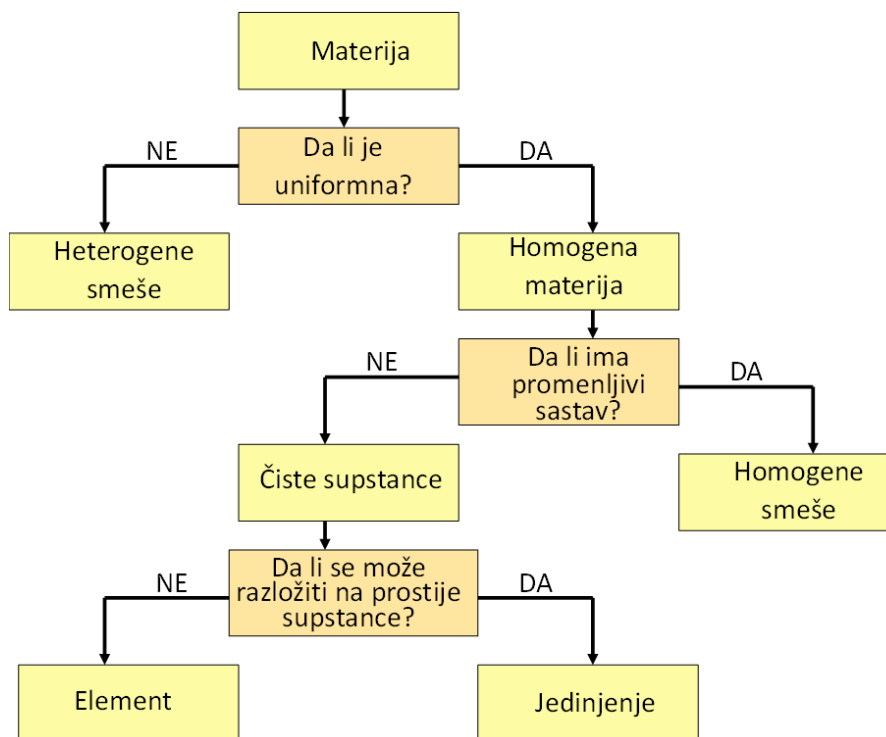 Materija
NE
Da li je
uniformna?
DA
Heterogene
smeše
Homogena
materija
NE
Da li ima
promenljivi
sastav?
DA
Čiste supstance
Homogene
smeše
NE
Da li se može
razložiti na prostije
supstance?
DA
Element
Jedinjenje